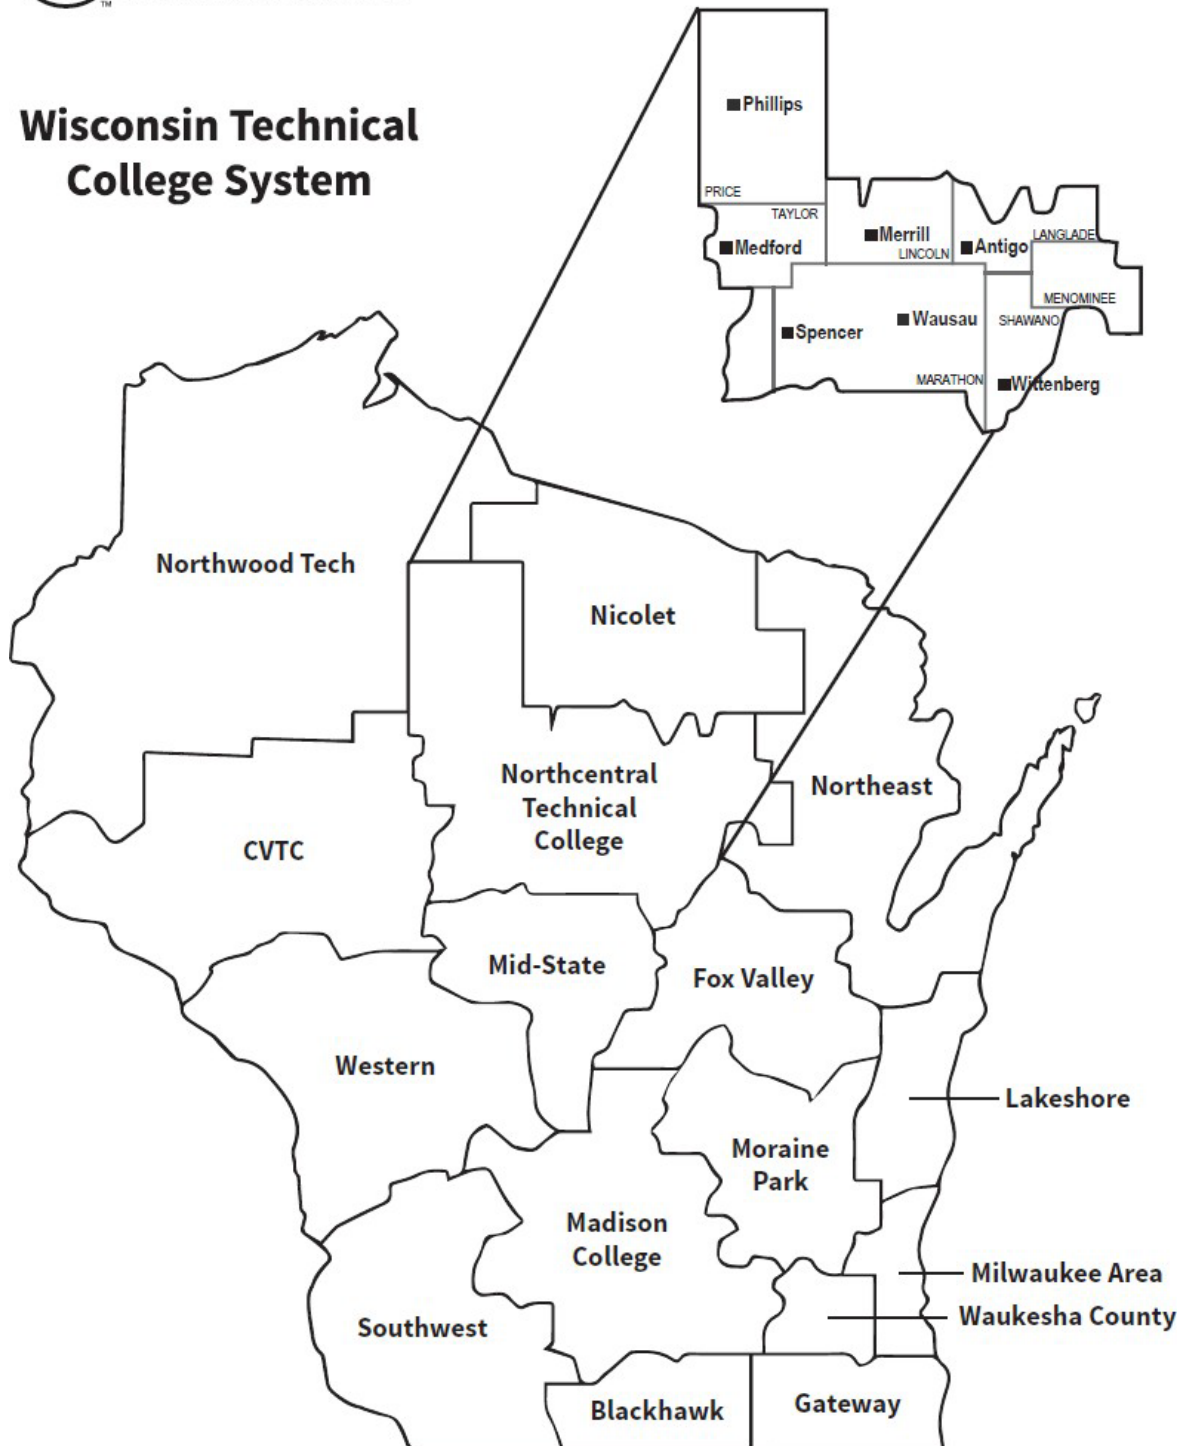 TM
Wisconsin Technical
College System
Phillips
PRICE
TAYLOR
Medford
Merrill
LINCOLN
Antigo
LANGLADE
MENOMINEE
Spencer
Wausau
SHAWANO
MARATHON
Wittenberg
Northwood Tech
Nicolet
Northcentral
Technical
College
Northeast
CVTC
Mid-State
Fox Valley
Western
Lakeshore
Moraine
Park
Madison
College
Milwaukee Area
Waukesha County
Southwest
Blackhawk
Gateway